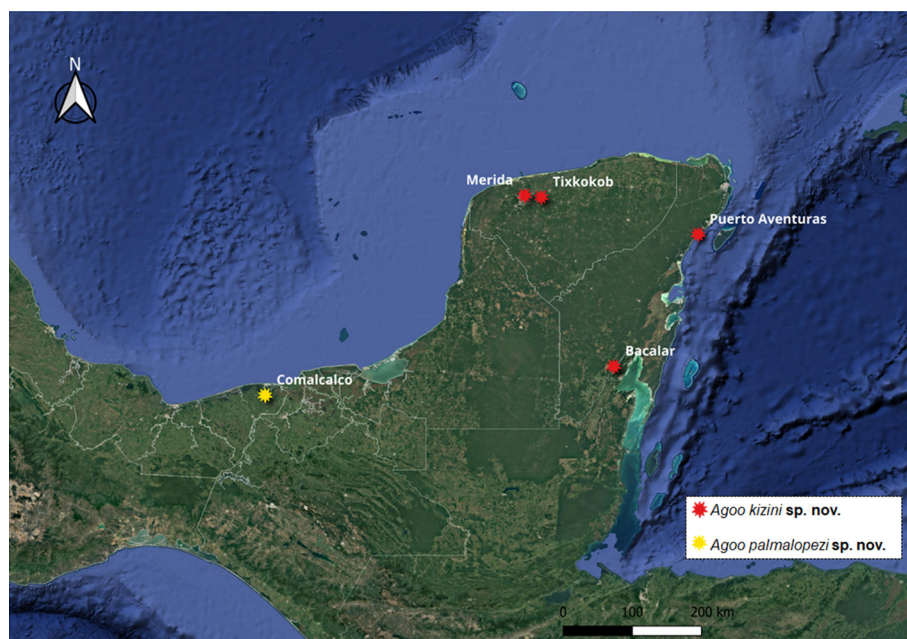 N
Merida
Tixkokob
Puerto Aventuras
Bacalar
Comalcalco
Agoo kizini sp. nov.
Agoo palmalopezi sp. nov.
0 100 200 km